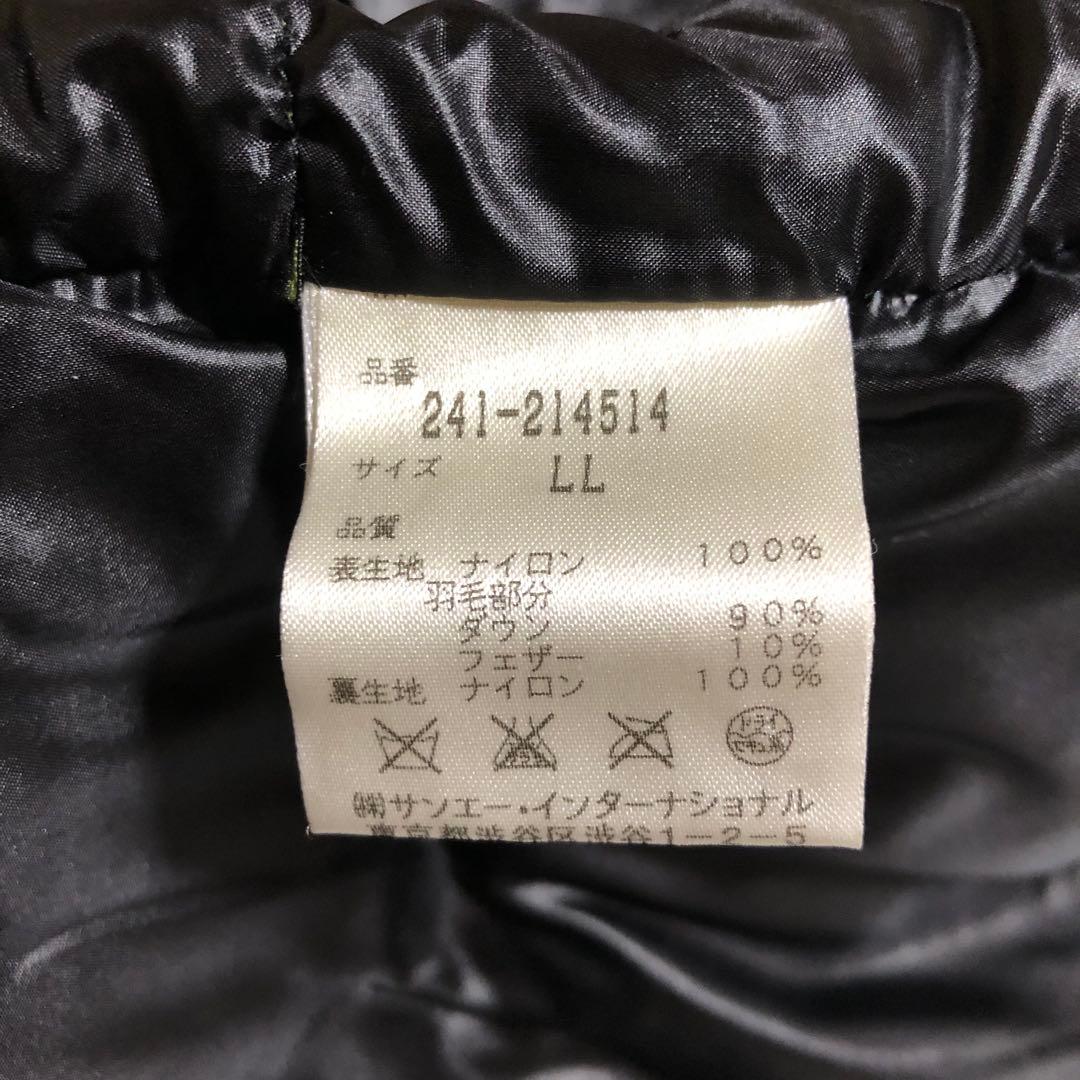 品番
241-214514
サイズ LL
品質
表生地 ナイロン 100%
羽毛部分
ダウン 90%
フェザー 10%
裏生地 ナイロン 100%
ドライ
㈱サンエー・インターナショナル
東京都渋谷区渋谷1-2-5